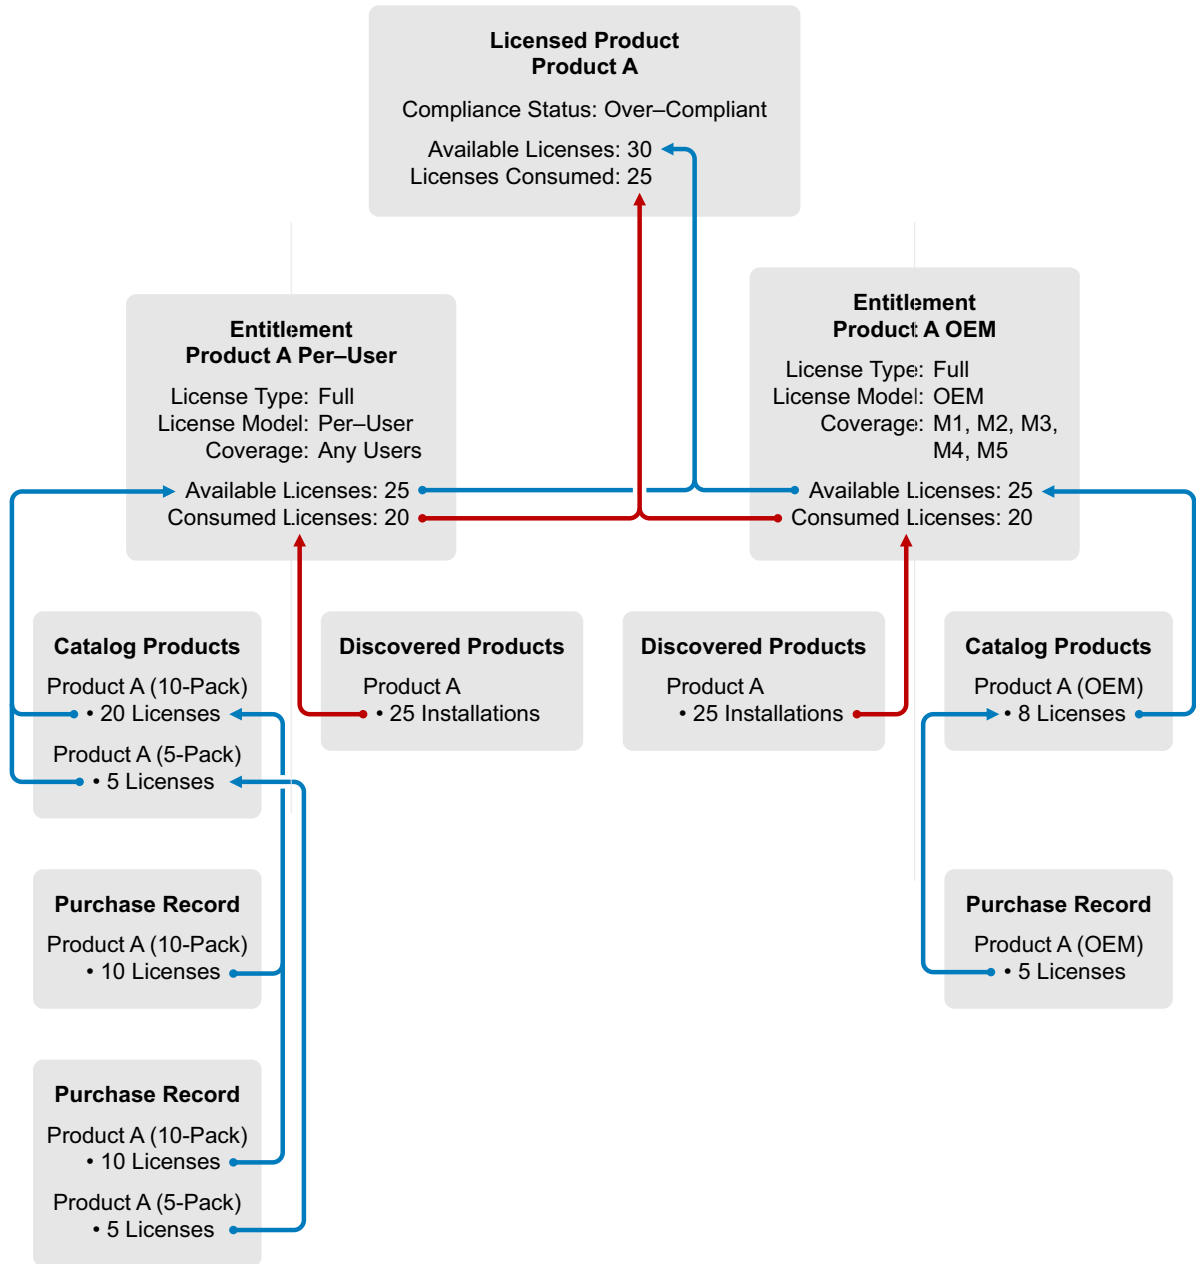 Licensed Product
Product A
Compliance Status: Over–Compliant
Available Licenses: 30
Licenses Consumed: 25
Entitlement
Product A Per–User
License Type: Full
License Model: Per–User
Coverage: Any Users
Available Licenses: 25
Consumed Licenses: 20
Entitlement
Product A OEM
License Type: Full
License Model: OEM
Coverage: M1, M2, M3,
M4, M5
Available Licenses: 25
Consumed Licenses: 20
Catalog Products
Product A (10-Pack)
• 20 Licenses
Product A (5-Pack)
• 5 Licenses
Discovered Products
Product A
• 25 Installations
Discovered Products
Product A
• 25 Installations
Catalog Products
Product A (OEM)
• 8 Licenses
Purchase Record
Product A (10-Pack)
• 10 Licenses
Purchase Record
Product A (OEM)
• 5 Licenses
Purchase Record
Product A (10-Pack)
• 10 Licenses
Product A (5-Pack)
• 5 Licenses